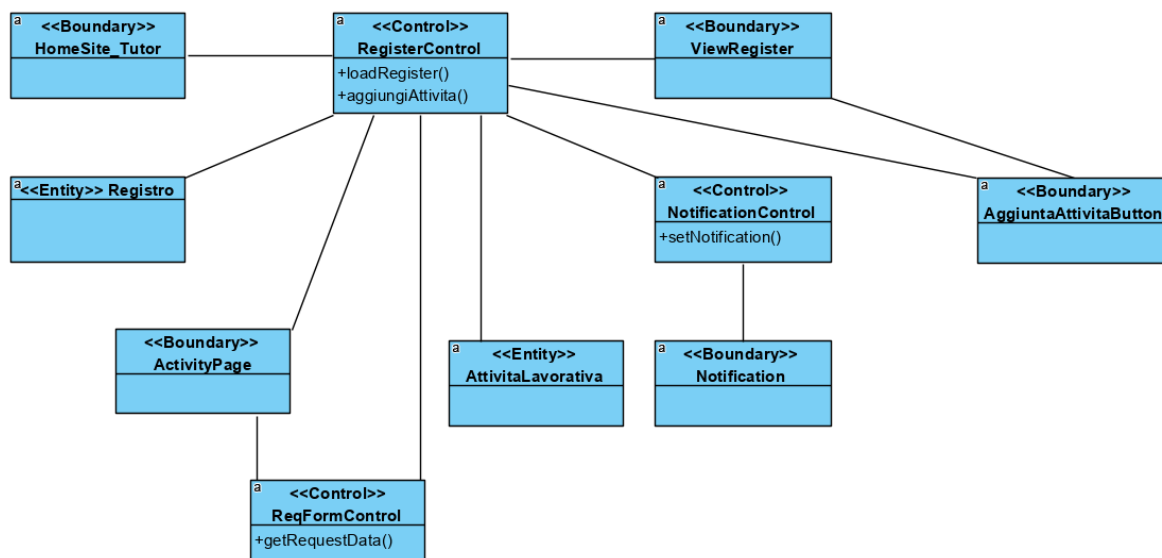 a
<<Boundary>>
HomeSite_Tutor
a
<<Control>>
RegisterControl
+loadRegister()
+aggiungiAttivita()
a
<<Boundary>>
ViewRegister
a
<<Entity>> Registro
a
<<Control>>
NotificationControl
+setNotification()
a
<<Boundary>>
AggiuntaAttivitaButton
<<Boundary>>
ActivityPage
a
<<Entity>>
AttivitaLavorativa
a
<<Boundary>>
Notification
a
<<Control>>
ReqFormControl
+getRequestData()